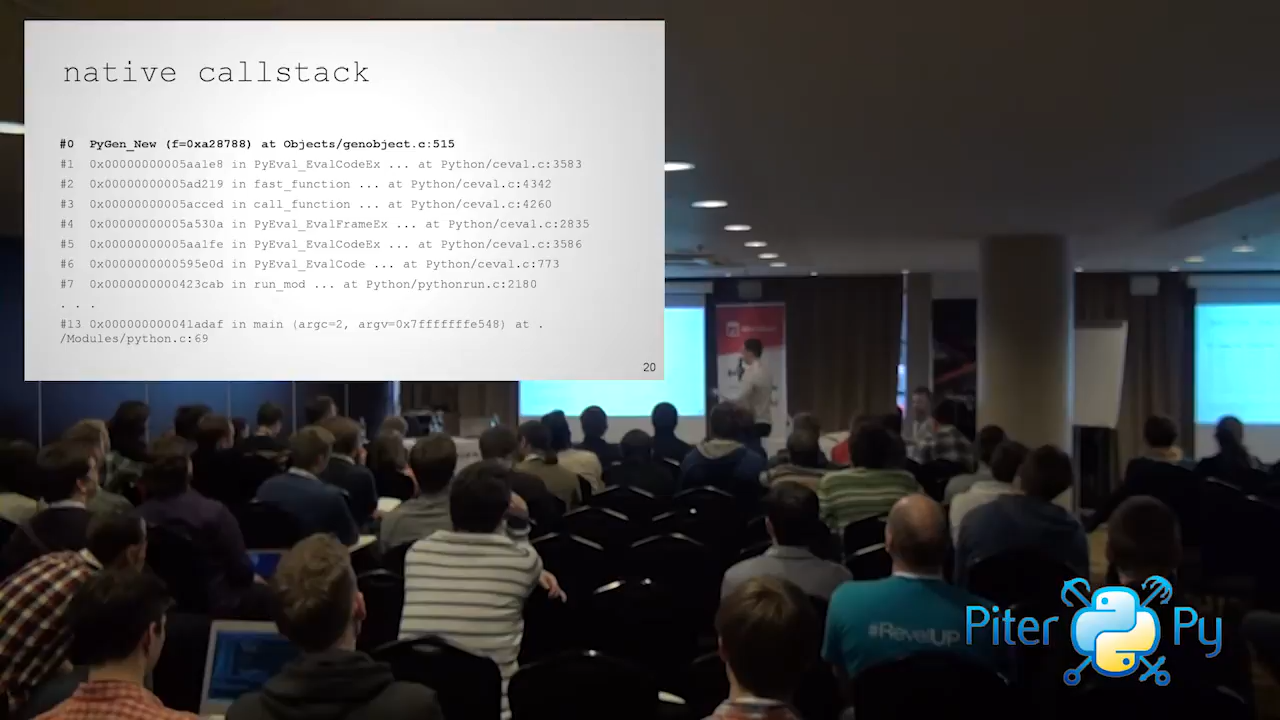 native callstack
#0 PyGen_New (f=0xa28788) at Objects/genobject.c:515
#1 0x00000000005aa1e8 in PyEval_EvalCodeEx ... at Python/ceval.c:3583
#2 0x00000000005ad219 in fast_function ... at Python/ceval.c:4342
#3 0x00000000005acced in call_function ... at Python/ceval.c:4260
#4 0x00000000005a530a in PyEval_EvalFrameEx ... at Python/ceval.c:2835
#5 0x00000000005aa1fe in PyEval_EvalCodeEx ... at Python/ceval.c:3586
#6 0x0000000000595e0d in PyEval_EvalCode ... at Python/ceval.c:773
#7 0x0000000000423cab in run_mod ... at Python/pythonrun.c:2180
. . .
#13 0x000000000041adaf in main (argc=2, argv=0x7fffffffe548) at .
/Modules/python.c:69
20
#RevelUP
Piter Py